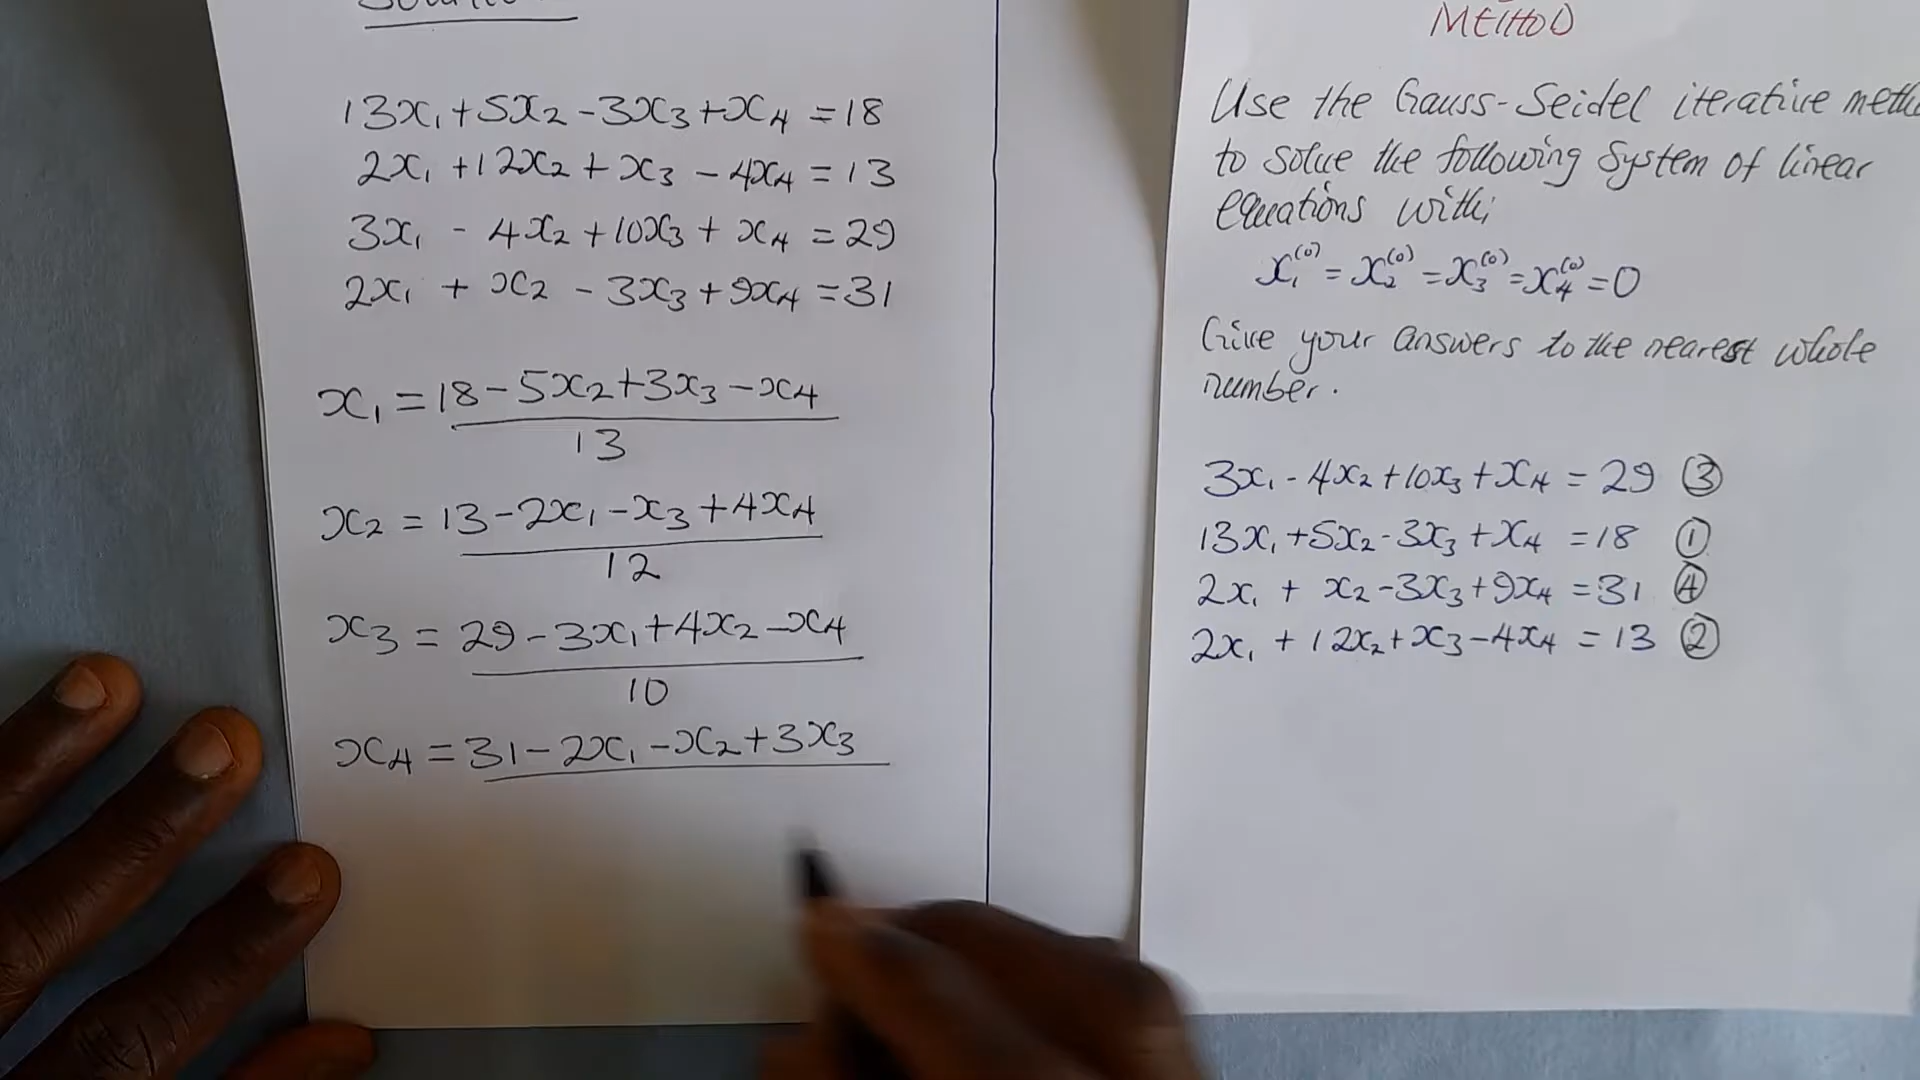 13x₁+5x₂-3x₃+x₄=18
2x₁+12x₂+x₃-4x₄=13
3x₁-4x₂+10x₃+x₄=29
2x₁+x₂-3x₃+9x₄=31
x₁=18-5x₂+3x₃-x₄
13
x₂=13-2x₁-x₃+4x₄
12
x₃=29-3x₁+4x₂-x₄
10
x₄=31-2x₁-x₂+3x₃
METHOD
Use the Gauss-Seidel iterative
to solve the following System of linear
equations with;
x₁⁽⁰⁾=x₂⁽⁰⁾=x₃⁽⁰⁾=x₄⁽⁰⁾=0
Give your answers to the nearest whole
number.
3x₁-4x₂+10x₃+x₄=29 ③
13x₁+5x₂-3x₃+x₄=18 ①
2x₁+x₂-3x₃+9x₄=31 ④
2x₁+12x₂+x₃-4x₄=13 ②